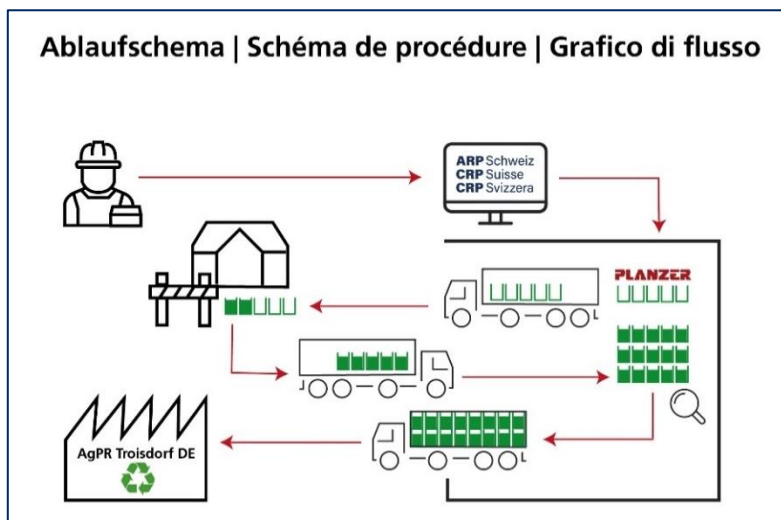 Ablaufschema | Schéma de procédure | Grafico di flusso
ARP Schweiz
CRP Suisse
CRP Svizzera
PLANZER
AgPR Troisdorf DE